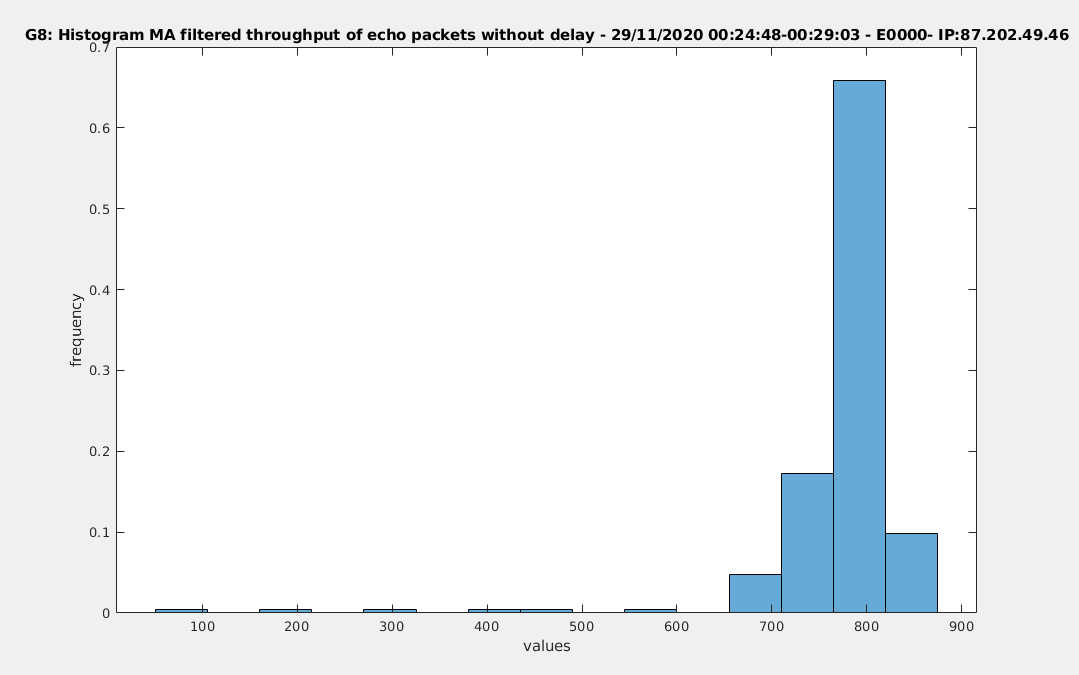 G8: Histogram MA filtered throughput of echo packets without delay - 29/11/2020 00:24:48-00:29:03 - E0000- IP:87.202.49.46
0.7
0.6
0.5
0.4
0.3
0.2
0.1
0
frequency
100 200 300 400 500 600 700 800 900
values